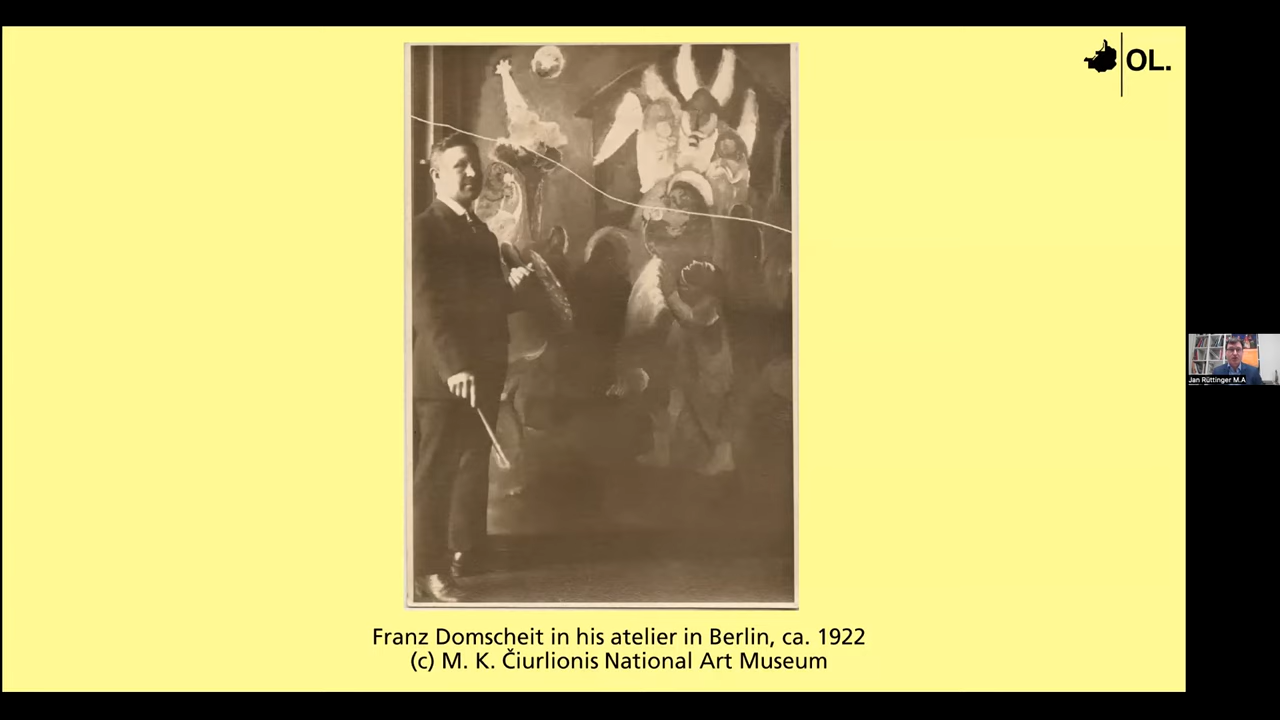 OL.
Jan Rüttinger M.A
Franz Domscheit in his atelier in Berlin, ca. 1922
(c) M. K. Čiurlionis National Art Museum